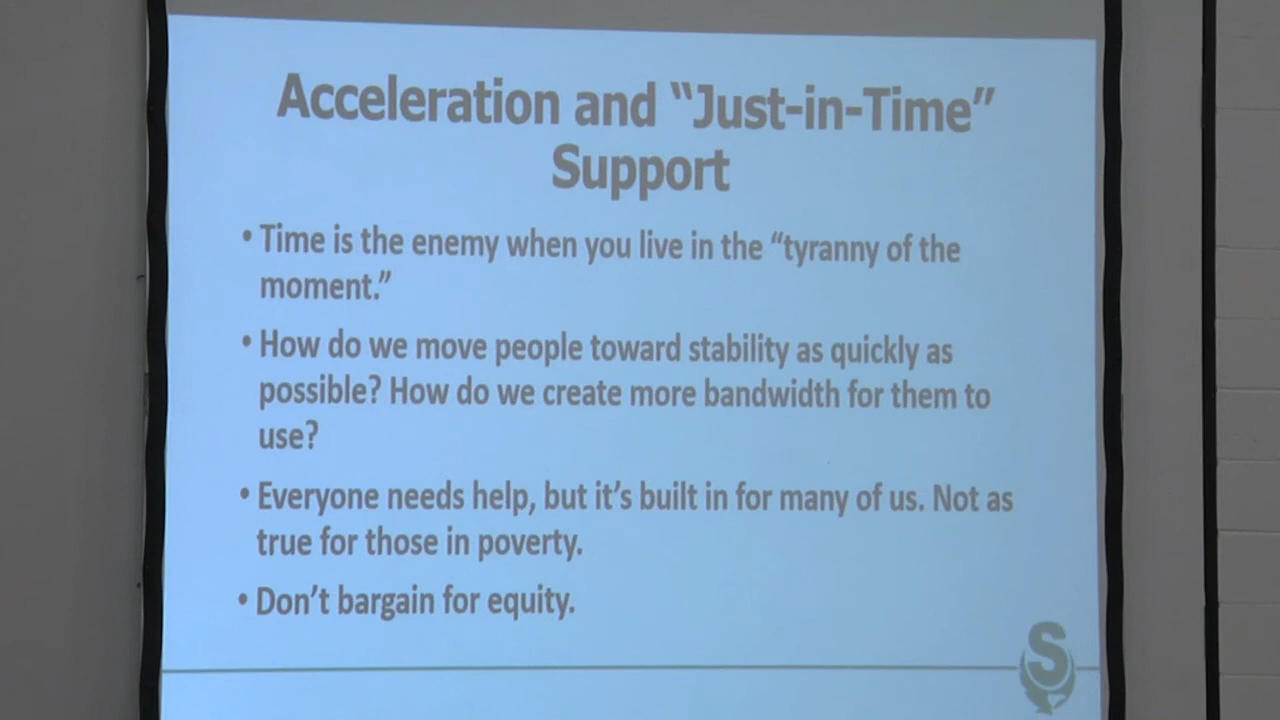 Acceleration and “Just-in-Time”
Support
• Time is the enemy when you live in the “tyranny of the
moment.”
• How do we move people toward stability as quickly as
possible? How do we create more bandwidth for them to
use?
• Everyone needs help, but it’s built in for many of us. Not as
true for those in poverty.
• Don’t bargain for equity.
S